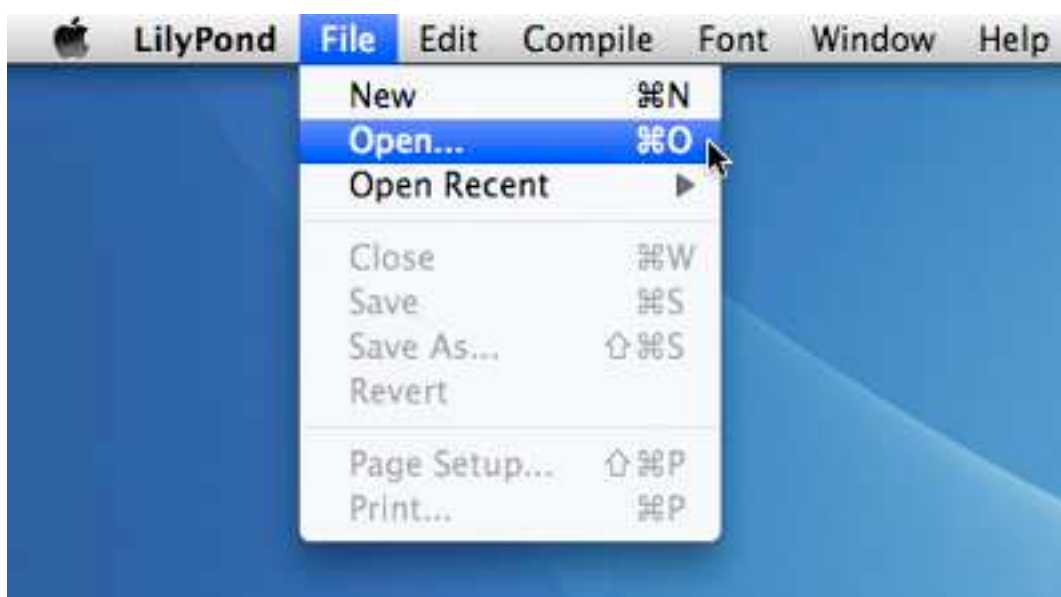 LilyPond File Edit Compile Font Window Help
New ⌘N
Open... ⌘O
Open Recent
Close ⌘W
Save ⌘S
Save As... ⇧⌘S
Revert
Page Setup... ⇧⌘P
Print... ⌘P